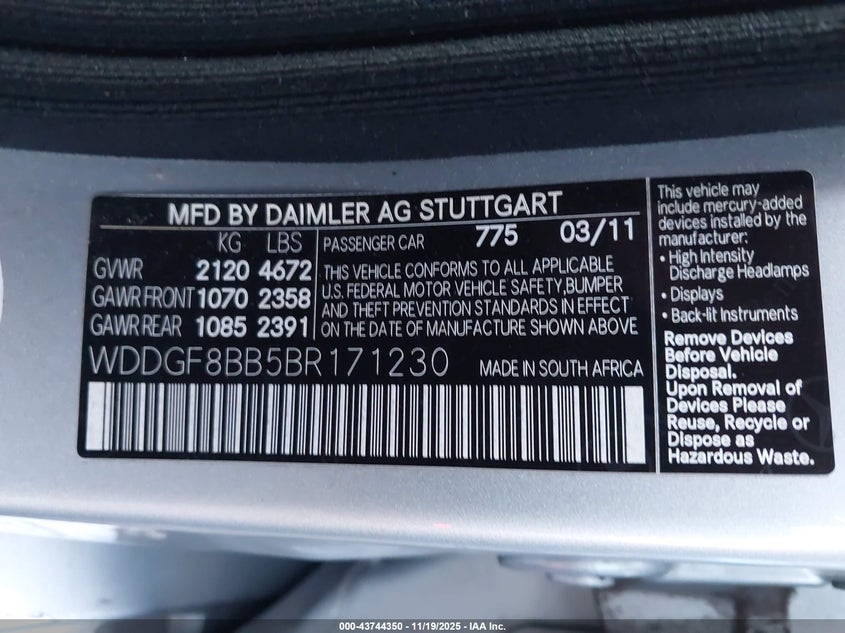 MFD BY DAIMLER AG STUTTGART
KG LBS
GVWR 2120 4672
GAWR FRONT 1070 2358
GAWR REAR 1085 2391
PASSENGER CAR 775 03/11
THIS VEHICLE CONFORMS TO ALL APPLICABLE
U.S. FEDERAL MOTOR VEHICLE SAFETY,BUMPER
AND THEFT PREVENTION STANDARDS IN EFFECT
ON THE DATE OF MANUFACTURE SHOWN ABOVE
WDDGF8BB5BR171230
MADE IN SOUTH AFRICA
This vehicle may
include mercury-added
devices installed by the
manufacturer:
• High Intensity
Discharge Headlamps
• Displays
• Back-lit Instruments
Remove Devices
Before Vehicle
Disposal.
Upon Removal of
Devices Please
Reuse, Recycle or
Dispose as
Hazardous Waste.
000-43744350 | 11/19/2025 - IAA Inc.